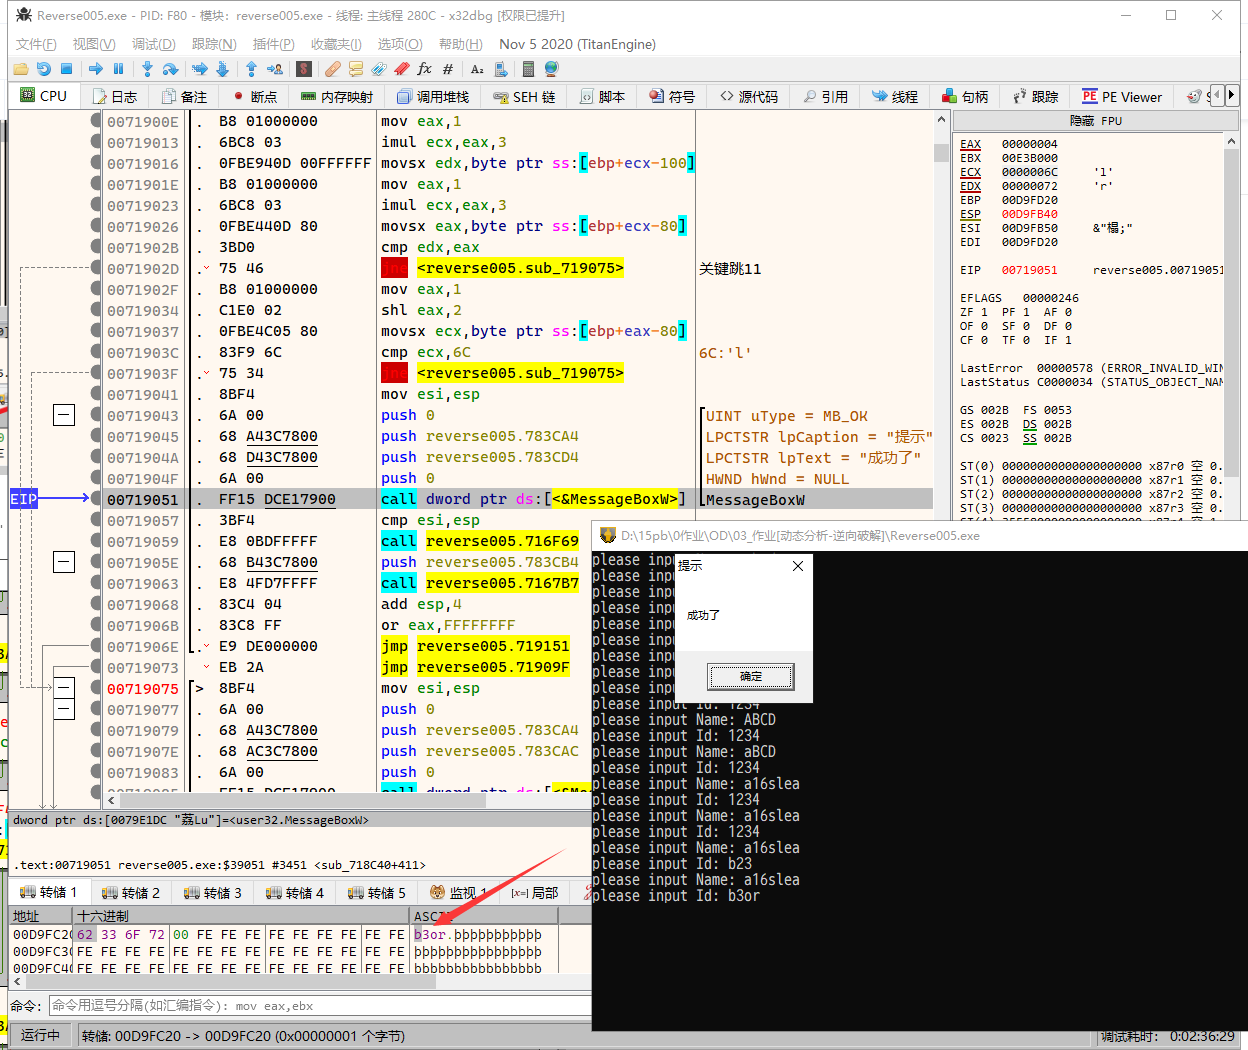 Reverse005.exe - PID: F80 - 模块: reverse005.exe - 线程: 主线程 280C - x32dbg [权限已提升]
文件(F) 视图(V) 调试(D) 跟踪(N) 插件(P) 收藏夹(I) 选项(O) 帮助(H) Nov 5 2020 (TitanEngine)
CPU 日志 备注 断点 内存映射 调用堆栈 SEH 链 脚本 符号 源代码 引用 线程 句柄 跟踪 PE Viewer
隐藏 FPU
0071900E . B8 01000000 mov eax,1
00719013 . 6BC8 03 imul ecx,eax,3
00719016 . 0FBE940D 00FFFFFF movsx edx,byte ptr ss:[ebp+ecx-100]
0071901E . B8 01000000 mov eax,1
00719023 . 6BC8 03 imul ecx,eax,3
00719026 . 0FBE440D 80 movsx eax,byte ptr ss:[ebp+ecx-80]
0071902B . 3BD0 cmp edx,eax
0071902D . 75 46 jne <reverse005.sub_719075> 关键跳11
0071902F . B8 01000000 mov eax,1
00719034 . C1E0 02 shl eax,2
00719037 . 0FBE4C05 80 movsx ecx,byte ptr ss:[ebp+eax-80]
0071903C . 83F9 6C cmp ecx,6C 6C:'l'
0071903F . 75 34 jne <reverse005.sub_719075>
00719041 . 8BF4 mov esi,esp
00719043 . 6A 00 push 0 UINT uType = MB_OK
00719045 . 68 A43C7800 push reverse005.783CA4 LPCTSTR lpCaption = "提示"
0071904A . 68 D43C7800 push reverse005.783CD4 LPCTSTR lpText = "成功了"
0071904F . 6A 00 push 0 HWND hWnd = NULL
EIP 00719051 . FF15 DCE17900 call dword ptr ds:[<&MessageBoxW>] MessageBoxW
00719057 . 3BF4 cmp esi,esp
00719059 . E8 0BDFFFFF call reverse005.716F69
0071905E . 68 B43C7800 push reverse005.783CB4
00719063 . E8 4FD7FFFF call reverse005.7167B7
00719068 . 83C4 04 add esp,4
0071906B . 83C8 FF or eax,FFFFFFFF
0071906E . E9 DE000000 jmp reverse005.719151
00719073 EB 2A jmp reverse005.71909F
00719075 > 8BF4 mov esi,esp
00719077 . 6A 00 push 0
00719079 . 68 A43C7800 push reverse005.783CA4
0071907E . 68 AC3C7800 push reverse005.783CAC
00719083 . 6A 00 push 0
EAX 00000004
EBX 00E3B000
ECX 0000006C 'l'
EDX 00000072 'r'
EBP 00D9FD20
ESP 00D9FB40
ESI 00D9FB50 &"榻;"
EDI 00D9FD20
EIP 00719051 reverse005.00719051
EFLAGS 00000246
ZF 1 PF 1 AF 0
OF 0 SF 0 DF 0
CF 0 TF 0 IF 1
LastError 00000578 (ERROR_INVALID_WIN
LastStatus C0000034 (STATUS_OBJECT_NAM
GS 002B FS 0053
ES 002B DS 002B
CS 0023 SS 002B
ST(0) 00000000000000000000 x87r0 空 0.
ST(1) 00000000000000000000 x87r1 空 0.
ST(2) 00000000000000000000 x87r2 空 0.
ST(3) 00000000000000000000 x87r3 空 0.
D:\15pb\0作业\OD\03_作业[动态分析-逆向破解]\Reverse005.exe
提示
成功了
确定
please input Id: 1234
please input Name: ABCD
please input Id: 1234
please input Name: aBCD
please input Id: 1234
please input Name: a16slea
please input Id: 1234
please input Name: a16slea
please input Id: 1234
please input Name: a16slea
please input Id: b23
please input Name: a16slea
please input Id: b3or
dword ptr ds:[0079E1DC "荔Lu"]=<user32.MessageBoxW>
.text:00719051 reverse005.exe:$39051 #3451 <sub_718C40+411>
转储 1 转储 2 转储 3 转储 4 转储 5 监视 1 [x=] 局部
地址 十六进制 ASCII
00D9FC20 62 33 6F 72 00 FE FE FE FE FE FE FE FE FE FE FE b3or.þþþþþþþþþþþ
00D9FC30 FE FE FE FE FE FE FE FE FE FE FE FE FE FE FE FE þþþþþþþþþþþþþþþþ
00D9FC40 FE FE FE FE FE FE FE FE FE FE FE FE FE FE FE FE þþþþþþþþþþþþþþþþ
命令: 命令用逗号分隔(如汇编指令): mov eax,ebx
运行中 转储: 00D9FC20 -> 00D9FC20 (0x00000001 个字节) 调试耗时: 0:02:36:29